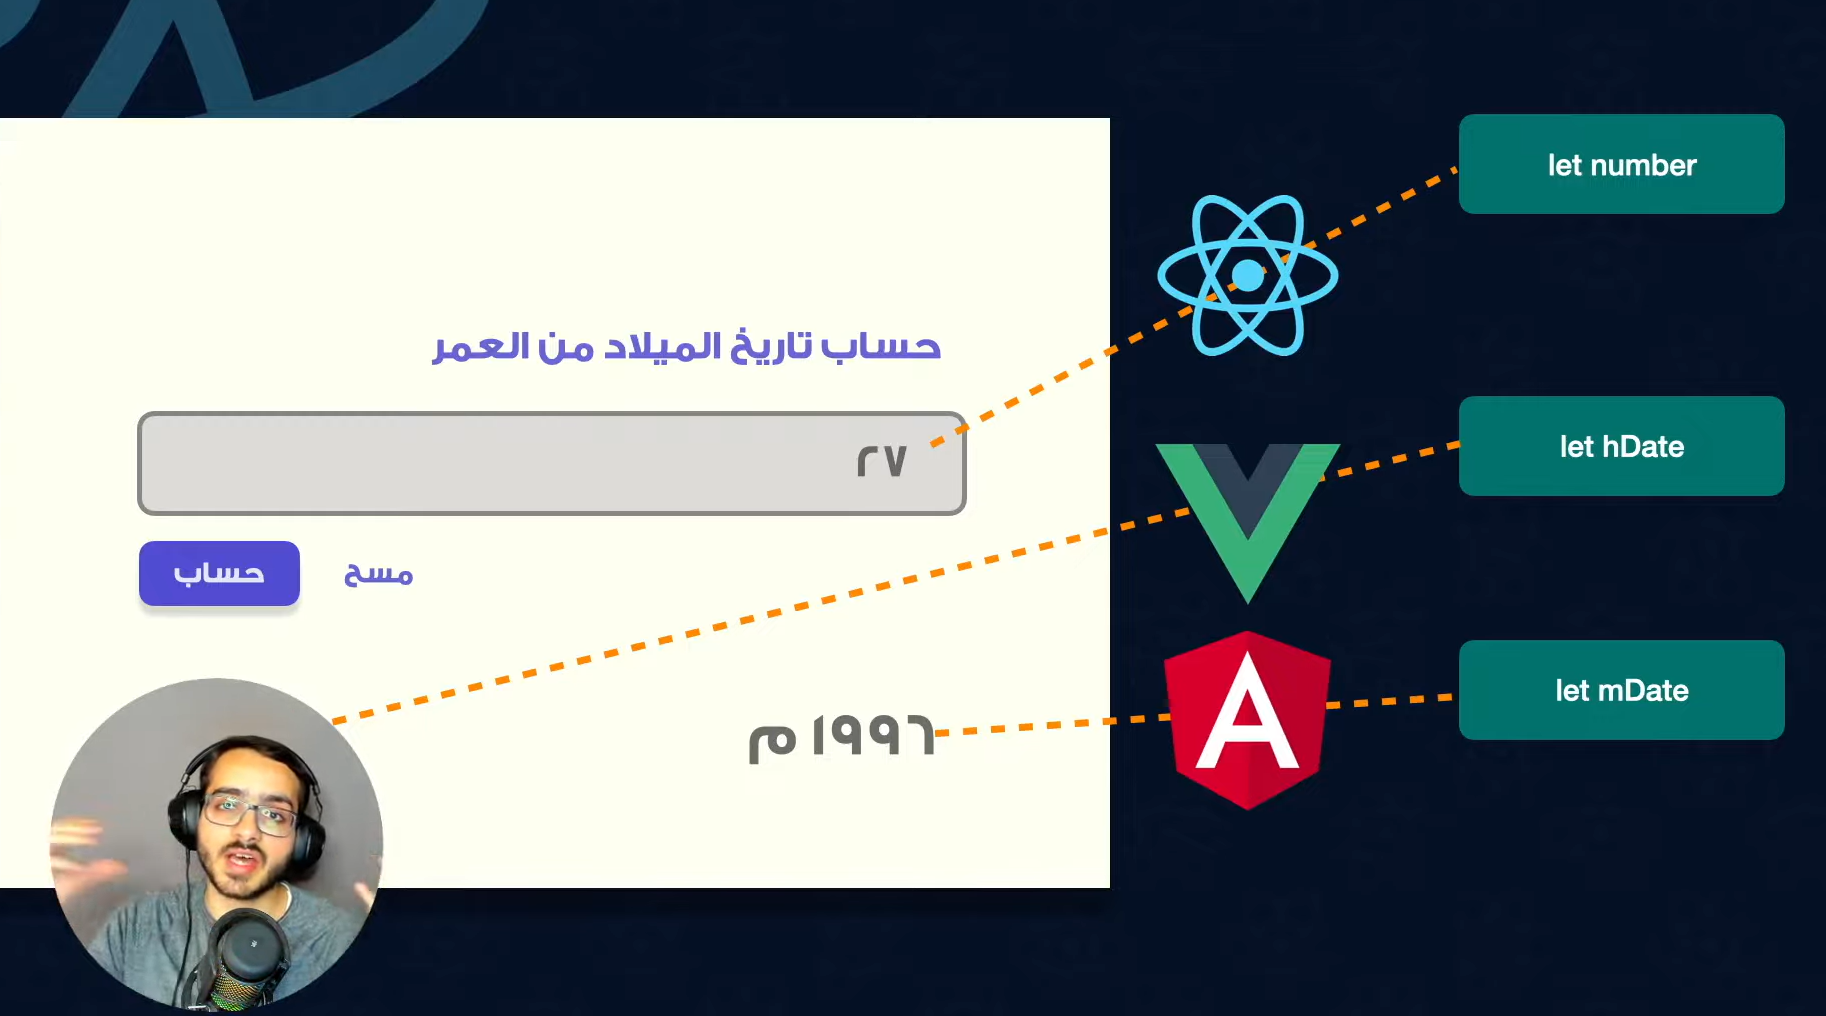 حساب تاريخ الميلاد من العمر
٢٧
مسح
حساب
١٩٩٦ م
let number
let hDate
let mDate